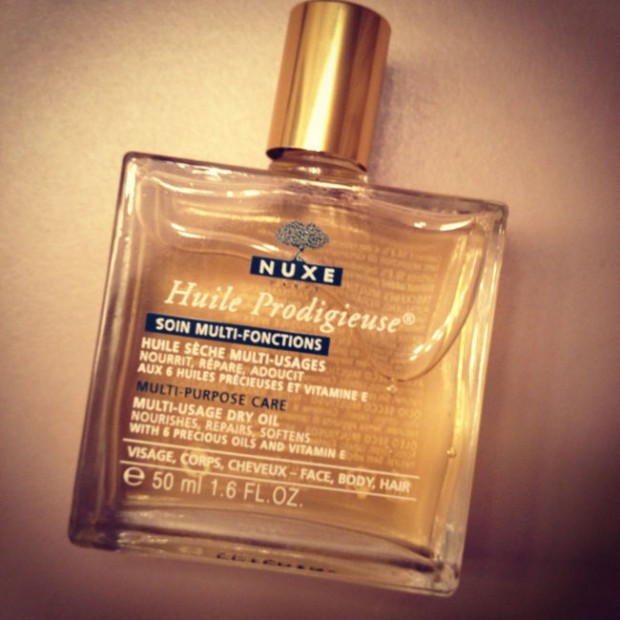 NUXE
PARIS
Huile Prodigieuse®
SOIN MULTI-FONCTIONS
HUILE SÈCHE MULTI-USAGES
NOURRIT, RÉPARE, ADOUCIT
AUX 6 HUILES PRÉCIEUSES ET VITAMINE E
MULTI-PURPOSE CARE
MULTI-USAGE DRY OIL
NOURISHES, REPAIRS, SOFTENS
WITH 6 PRECIOUS OILS AND VITAMIN E
VISAGE, CORPS, CHEVEUX – FACE, BODY, HAIR
℮ 50 ml 1.6 FL.OZ.